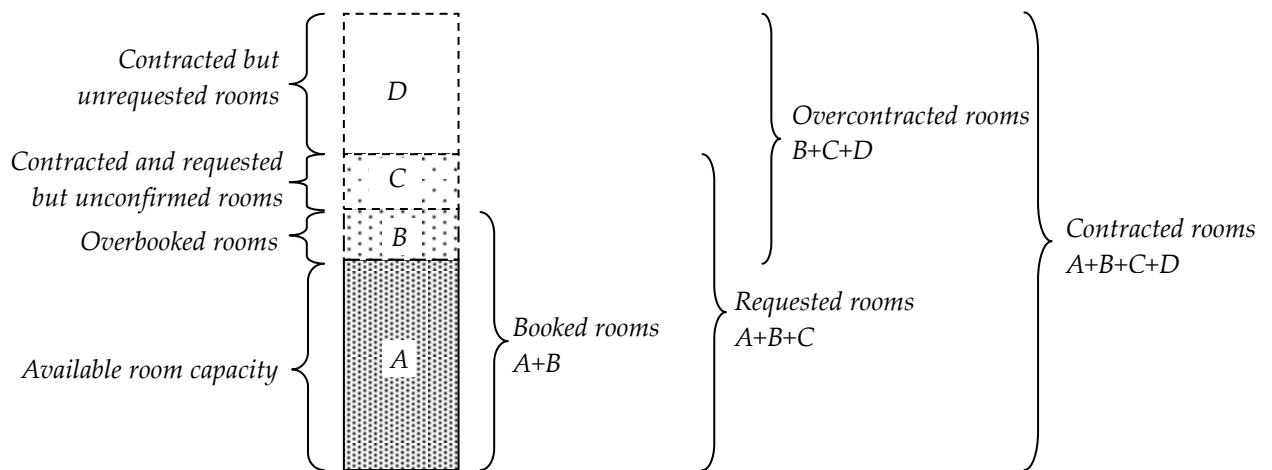 Contracted but
unrequested rooms
D
Overcontracted rooms
B+C+D
Contracted and requested
but unconfirmed rooms
C
Overbooked rooms
B
Contracted rooms
A+B+C+D
Requested rooms
A+B+C
Booked rooms
A+B
Available room capacity
A